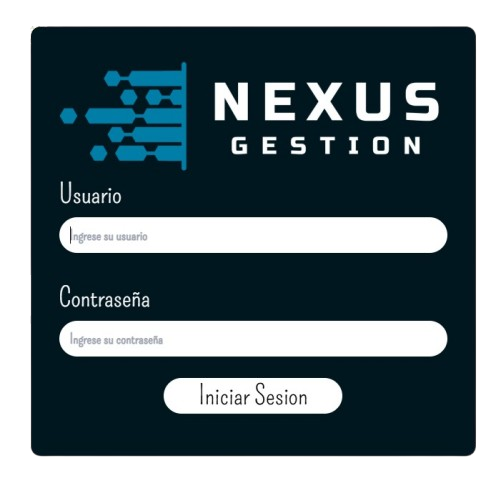 NEXUS
GESTION
Usuario
Ingrese su usuario
Contraseña
Ingrese su contraseña
Iniciar Sesion